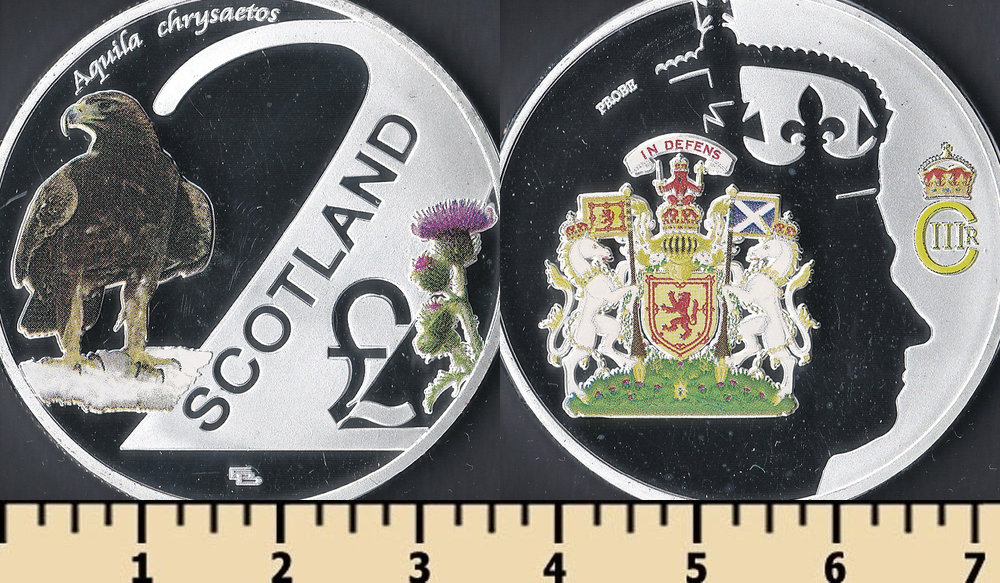 Aquila chrysaetos
2
SCOTLAND
£
PROBE
IN DEFENS
CIIIR
1 2 3 4 5 6 7